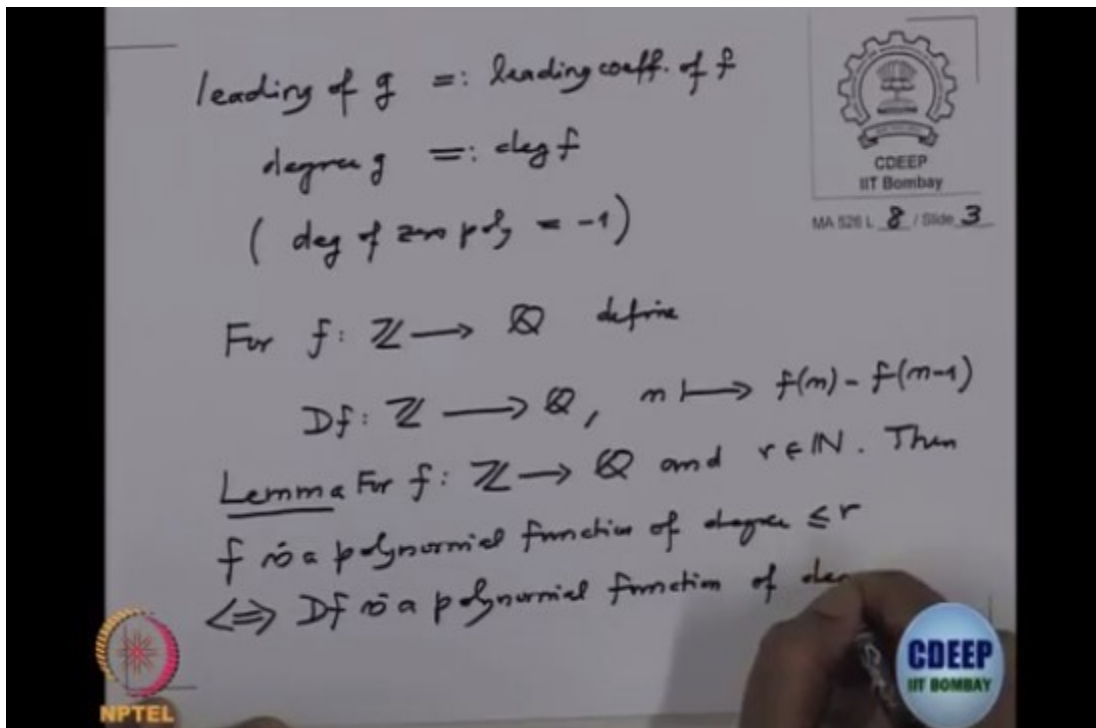 leading of g =: leading coeff. of f
degree g =: deg f
( deg of zero poly = -1)
For f: ℤ ⟶ ℚ define
Df: ℤ ⟶ ℚ, n ⟼ f(n) - f(n-1)
Lemma For f: ℤ ⟶ ℚ and r ∈ ℕ. Then
f is a polynomial function of degree ≤ r
⟺ Df is a polynomial function of de
CDEEP
IIT Bombay
MA 526 L 8 / Slide 3
NPTEL
CDEEP
IIT BOMBAY